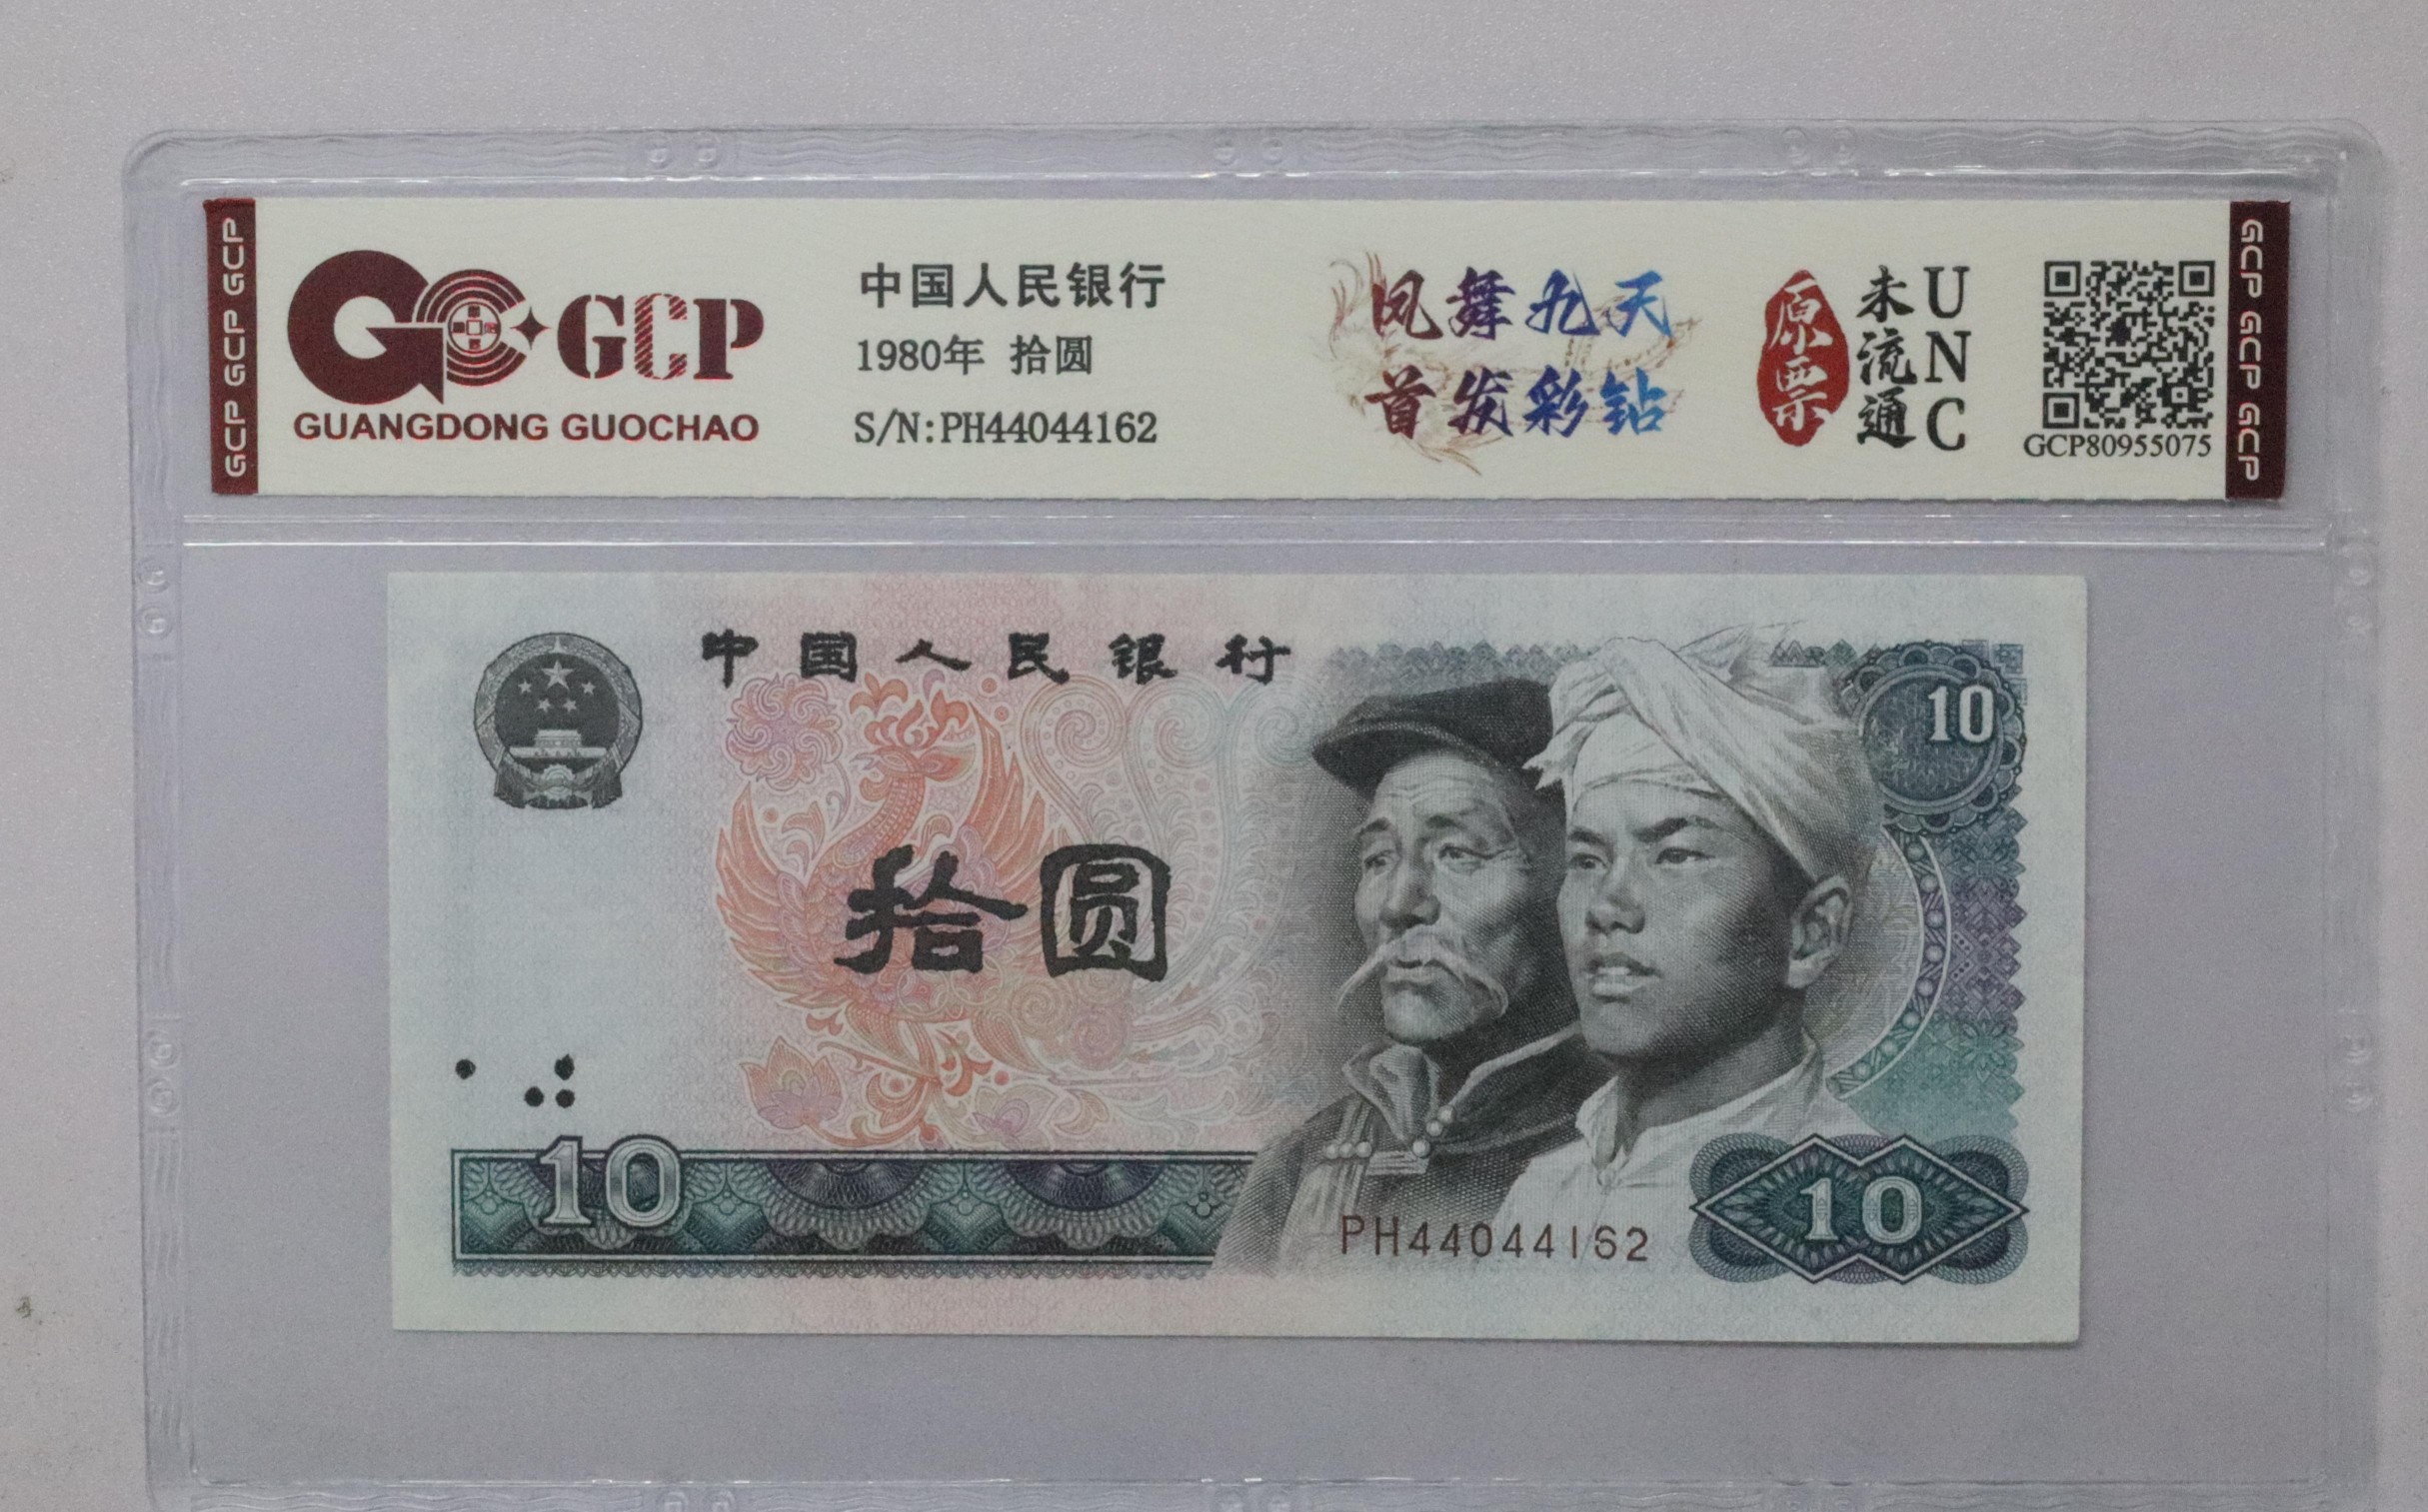 GCP GCP GCP
GCP
GUANGDONG GUOCHAO
中国人民银行
1980年 拾圆
S/N:PH44044162
凤舞九天
首发彩钻
原票
未流通
UNC
GCP80955075
GCP GCP GCP
中国人民银行
10
拾圆
10
PH44044162
10